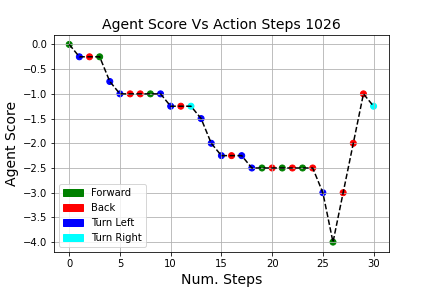 Agent Score Vs Action Steps 1026
Agent Score
0.0
−0.5
−1.0
−1.5
−2.0
−2.5
−3.0
−3.5
−4.0
Forward
Back
Turn Left
Turn Right
0 5 10 15 20 25 30
Num. Steps